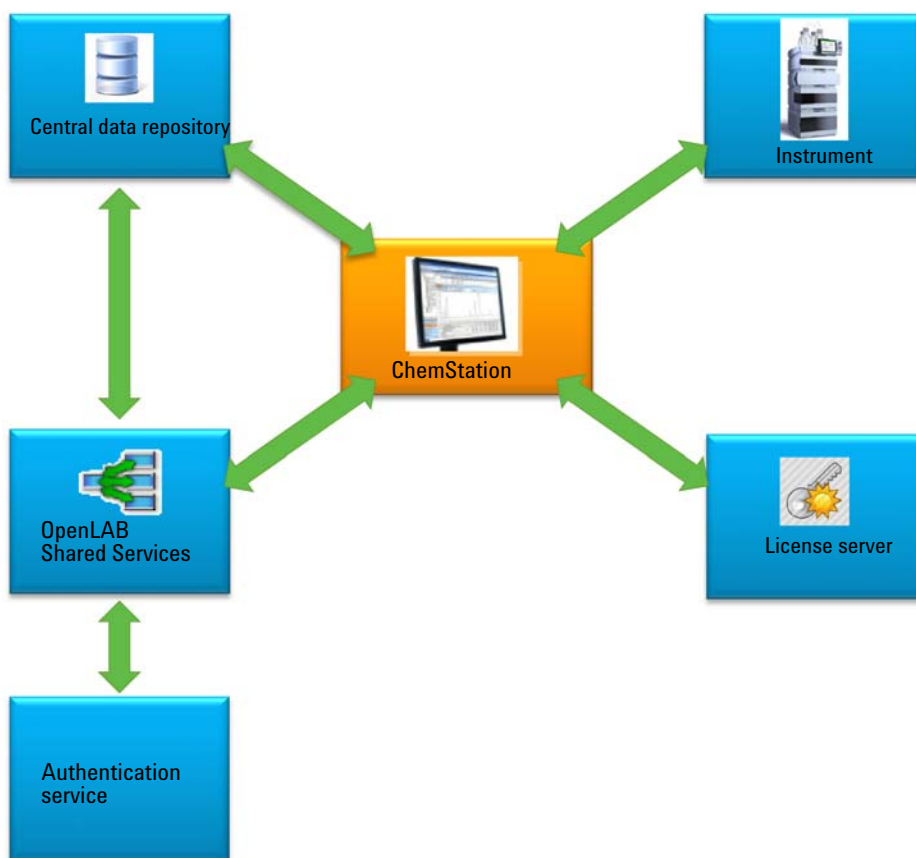 Central data repository
Instrument
ChemStation
OpenLAB
Shared Services
License server
Authentication
service